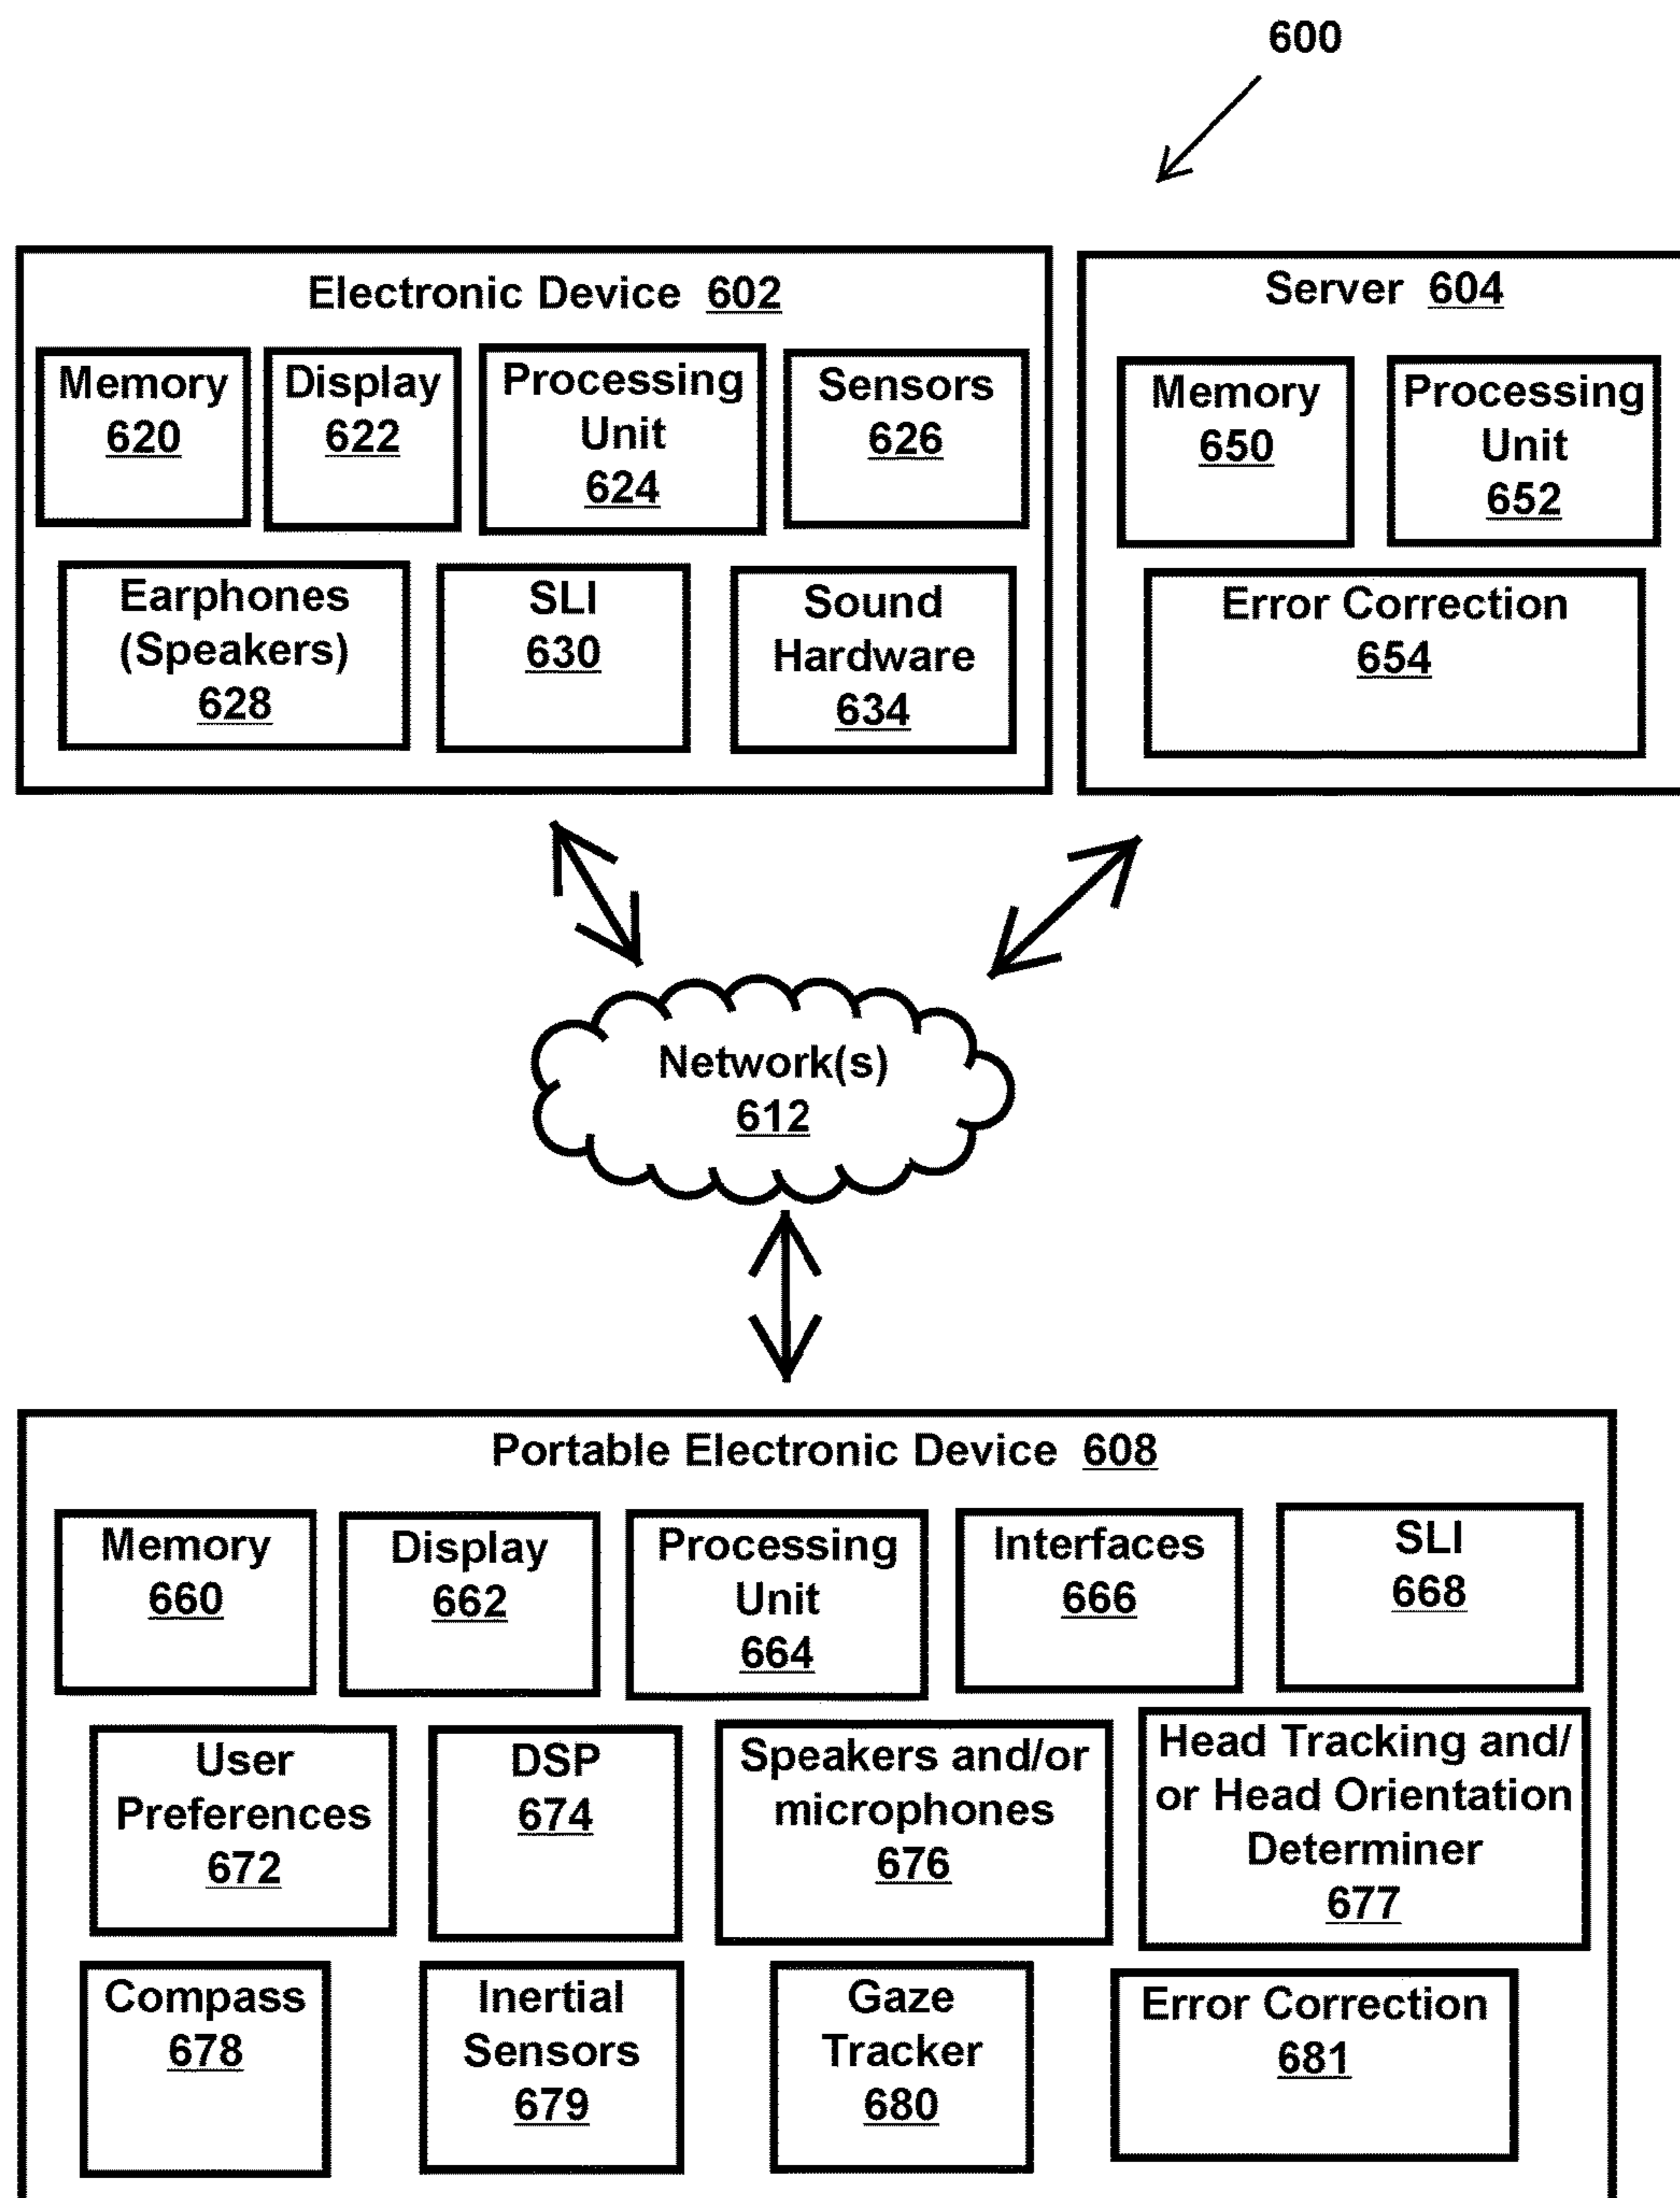 600
Electronic Device 602
Memory
620
Display
622
Processing
Unit
624
Sensors
626
Earphones
(Speakers)
628
SLI
630
Sound
Hardware
634
Server 604
Memory
650
Processing
Unit
652
Error Correction
654
Network(s)
612
Portable Electronic Device 608
Memory
660
Display
662
Processing
Unit
664
Interfaces
666
SLI
668
User
Preferences
672
DSP
674
Speakers and/or
microphones
676
Head Tracking and/
or Head Orientation
Determiner
677
Compass
678
Inertial
Sensors
679
Gaze
Tracker
680
Error Correction
681